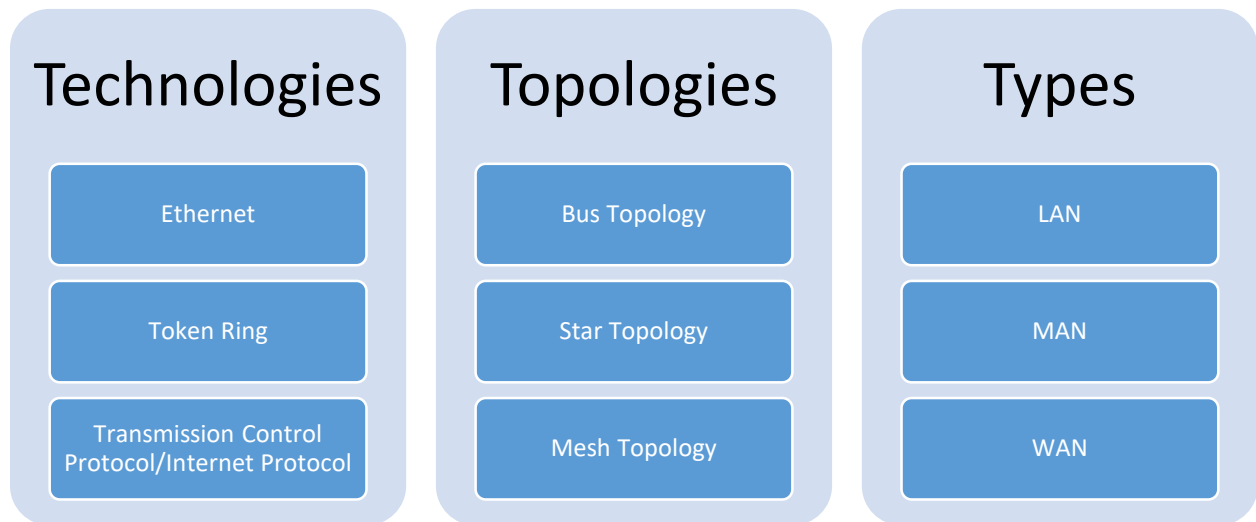 Technologies
Ethernet
Token Ring
Transmission Control
Protocol/Internet Protocol
Topologies
Bus Topology
Star Topology
Mesh Topology
Types
LAN
MAN
WAN